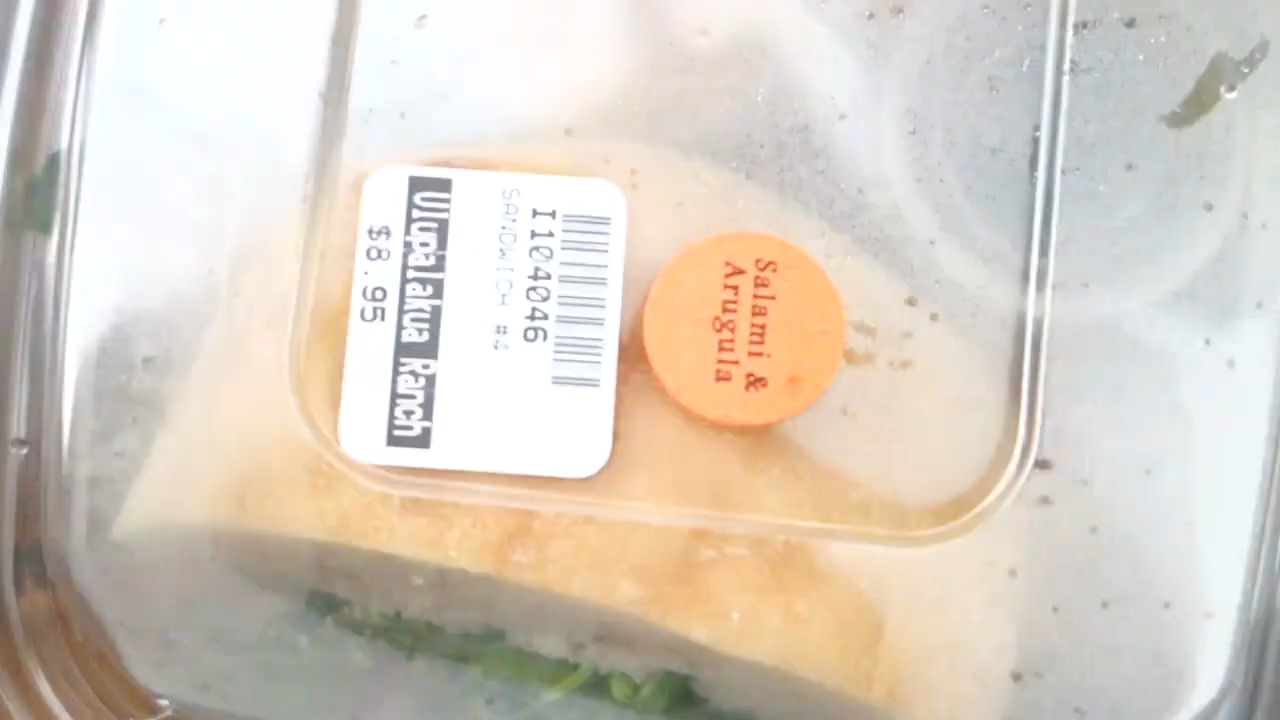 I104046
SANDWICH #4
Ulupalakua Ranch
$8.95
Salami &
Arugula